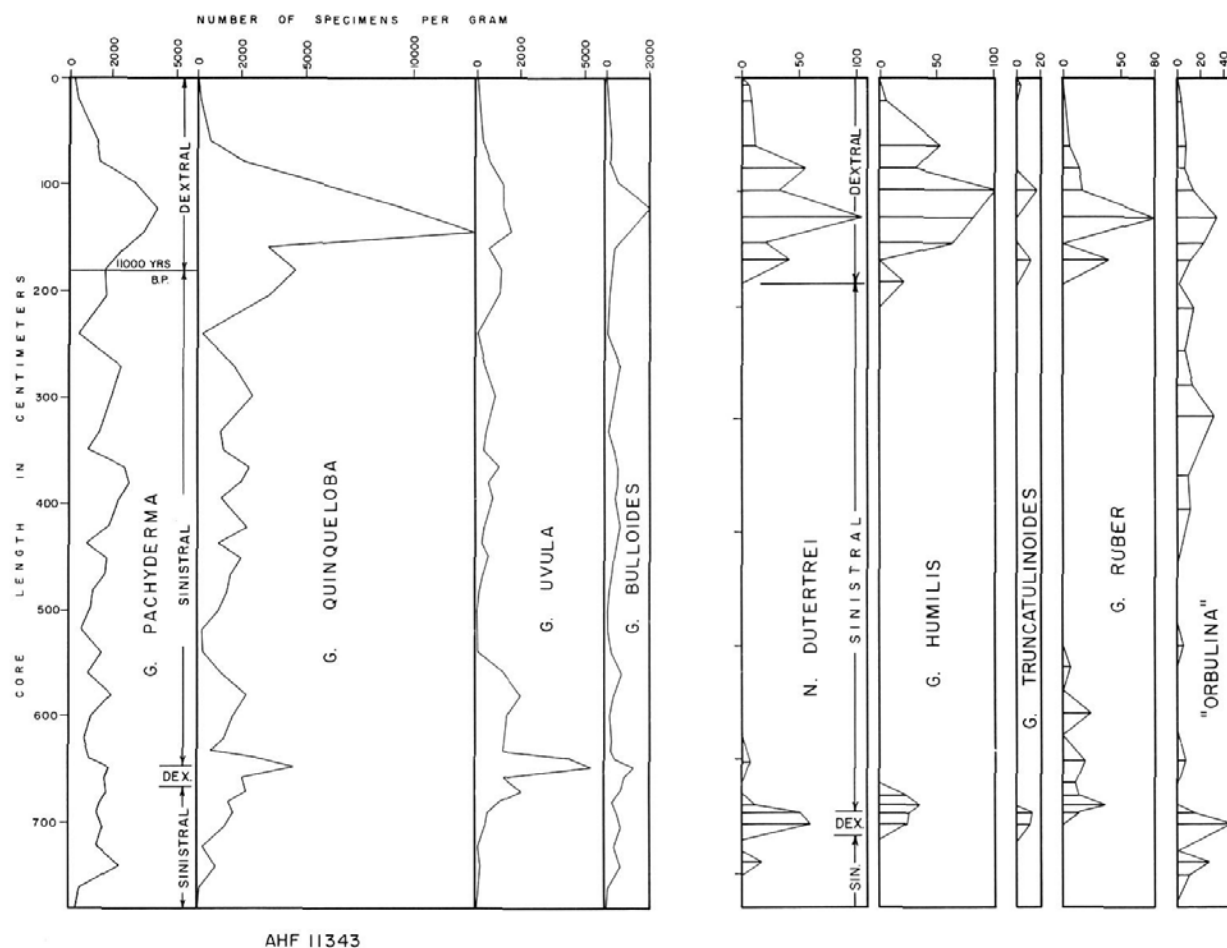 NUMBER OF SPECIMENS PER GRAM
0 2000 5000
0 2000 5000 10000
0 2000 5000
0 2000
0 50 100
0 50 100
0 20
0 50 80
0 20 40
CORE LENGTH IN CENTIMETERS
0
100
200
300
400
500
600
700
DEXTRAL
11000 YRS
B.P.
SINISTRAL
DEX.
SINISTRAL
G. PACHYDERMA
G. QUINQUELOBA
G. UVULA
G. BULLOIDES
N. DUTERTREI
DEXTRAL
SINISTRAL
DEX.
SIN.
G. HUMILIS
G. TRUNCATULINOIDES
G. RUBER
"ORBULINA"
AHF 11343